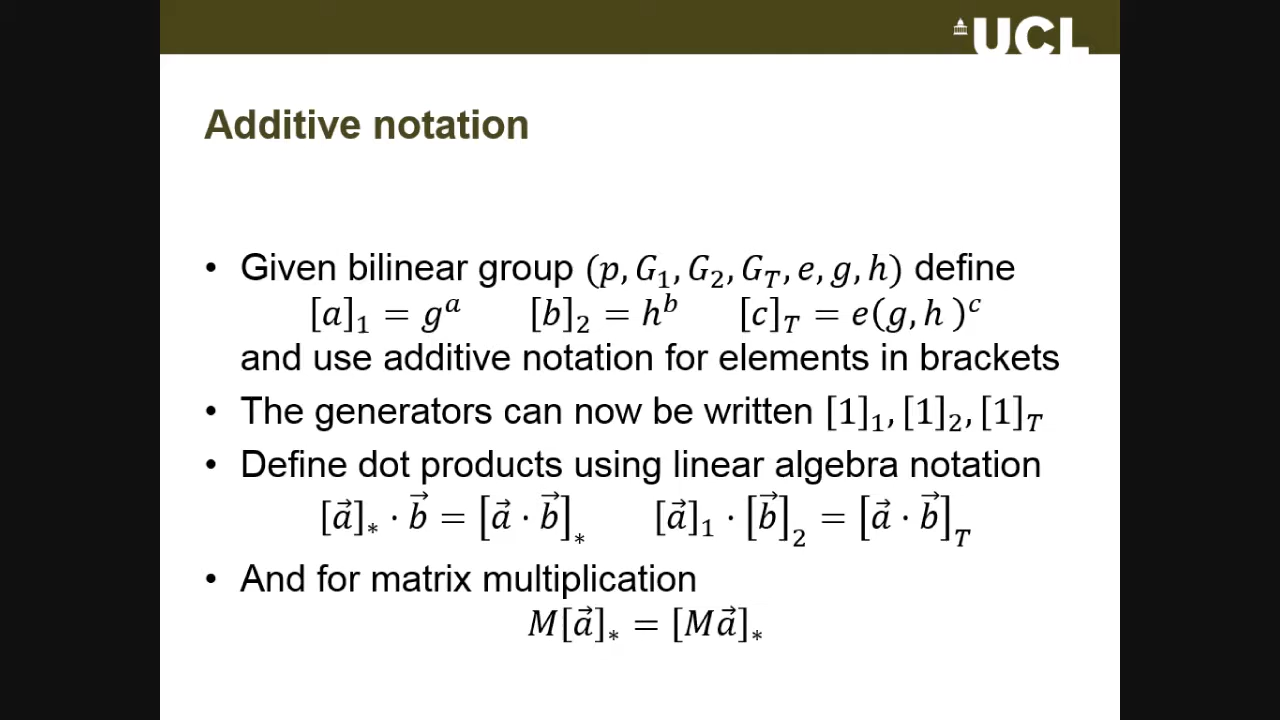 UCL
Additive notation
• Given bilinear group (p, G₁, G₂, G_T, e, g, h) define
[a]₁ = gᵃ [b]₂ = hᵇ [c]_T = e(g, h )ᶜ
and use additive notation for elements in brackets
• The generators can now be written [1]₁, [1]₂, [1]_T
• Define dot products using linear algebra notation
[a⃗]_* · b⃗ = [a⃗ · b⃗]_* [a⃗]₁ · [b⃗]₂ = [a⃗ · b⃗]_T
• And for matrix multiplication
M[a⃗]_* = [Ma⃗]_*